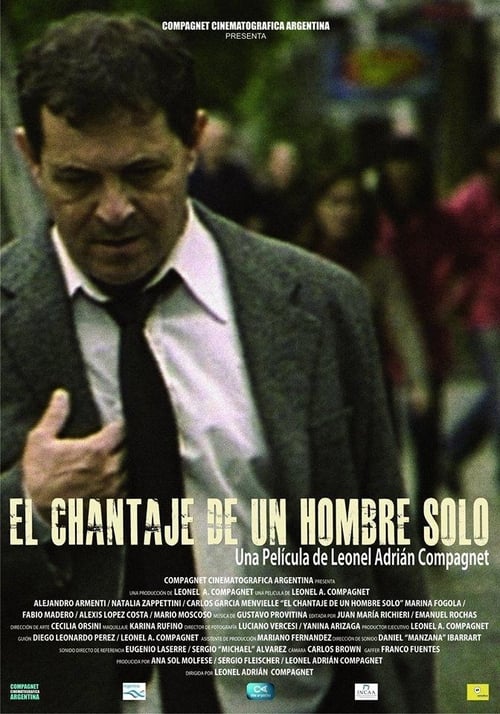 COMPAGNET CINEMATOGRAFICA ARGENTINA
PRESENTA
EL CHANTAJE DE UN HOMBRE SOLO
Una Película de Leonel Adrián Compagnet
COMPAGNET CINEMATOGRAFICA ARGENTINA PRESENTA
UNA PRODUCCIÓN DE LEONEL A. COMPAGNET UNA PELICULA DE LEONEL A. COMPAGNET
ALEJANDRO ARMENTI / NATALIA ZAPPETTINI / CARLOS GARCIA MENVIELLE "EL CHANTAJE DE UN HOMBRE SOLO" MARINA FOGOLA /
FABIO MADERO / ALEXIS LOPEZ COSTA / MARIO MOSCOSO MUSICA DE GUSTAVO PROVITINA EDITADA POR JUAN MARÍA RICHIERI / EMANUEL ROCHAS
DIRECCIÓN DE ARTE CECILIA ORSINI MAQUILLAJE KARINA RUFINO DIRECTOR DE FOTOGRAFÍA LUCIANO VERCESI / YANINA ARIZAGA PRODUCTOR EJECUTIVO LEONEL A. COMPAGNET
GUIÓN DIEGO LEONARDO PEREZ / LEONEL A. COMPAGNET ASISTENTE DE PRODUCCIÓN MARIANO FERNANDEZ DIRECCIÓN DE SONIDO DANIEL "MANZANA" IBARRART
SONIDO DIRECTO DE REFERENCIA EUGENIO LASERRE / SERGIO "MICHAEL" ALVAREZ CÁMARA CARLOS BROWN GAFFER FRANCO FUENTES
PRODUCIDA POR ANA SOL MOLFESE / SERGIO FLEISCHER / LEONEL ADRIÁN COMPAGNET
DIRIGIDA POR LEONEL ADRIÁN COMPAGNET
COMPAGNET
CINEMATOGRÁFICA
ARGENTINA
INCAA